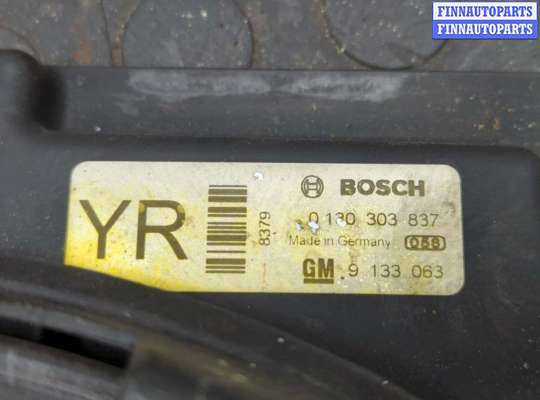 FINNAUTOPARTS
FINNAUTOPARTS
YR
8379
BOSCH
0 130 303 837
Made in Germany 058
GM 9 133 063